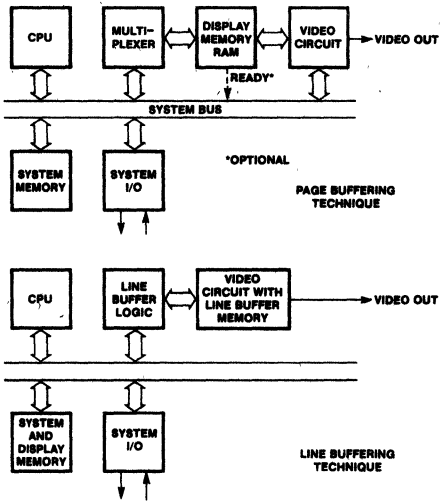 CPU
MULTI-
PLEXER
DISPLAY
MEMORY
RAM
VIDEO
CIRCUIT
VIDEO OUT
READY*
SYSTEM BUS
SYSTEM
MEMORY
SYSTEM
I/O
*OPTIONAL
PAGE BUFFERING
TECHNIQUE
CPU
LINE
BUFFER
LOGIC
VIDEO
CIRCUIT WITH
LINE BUFFER
MEMORY
VIDEO OUT
SYSTEM
AND
DISPLAY
MEMORY
SYSTEM
I/O
LINE BUFFERING
TECHNIQUE